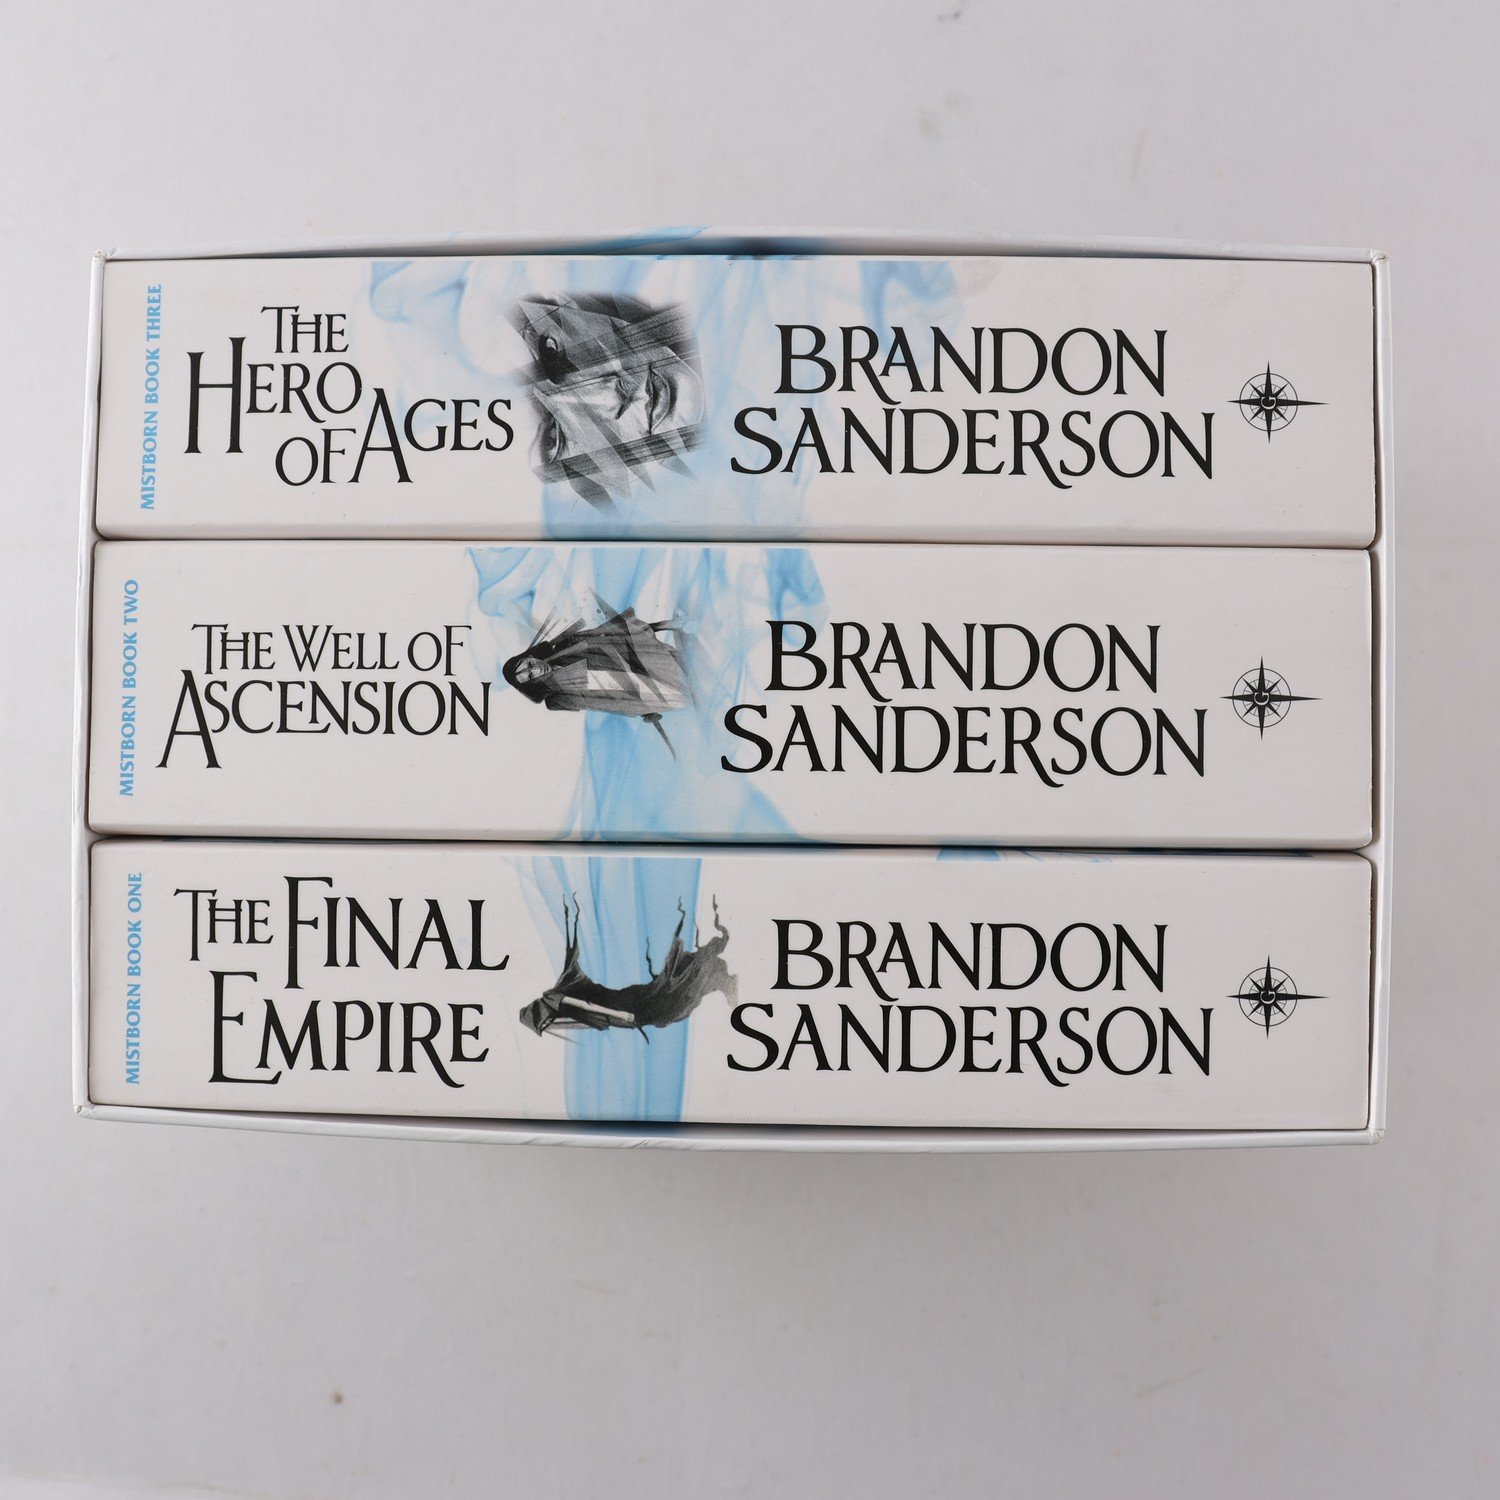 MISTBORN BOOK THREE
THE
HERO
OF AGES
BRANDON
SANDERSON
G
MISTBORN BOOK TWO
THE WELL OF
ASCENSION
BRANDON
SANDERSON
G
MISTBORN BOOK ONE
THE FINAL
EMPIRE
BRANDON
SANDERSON
G